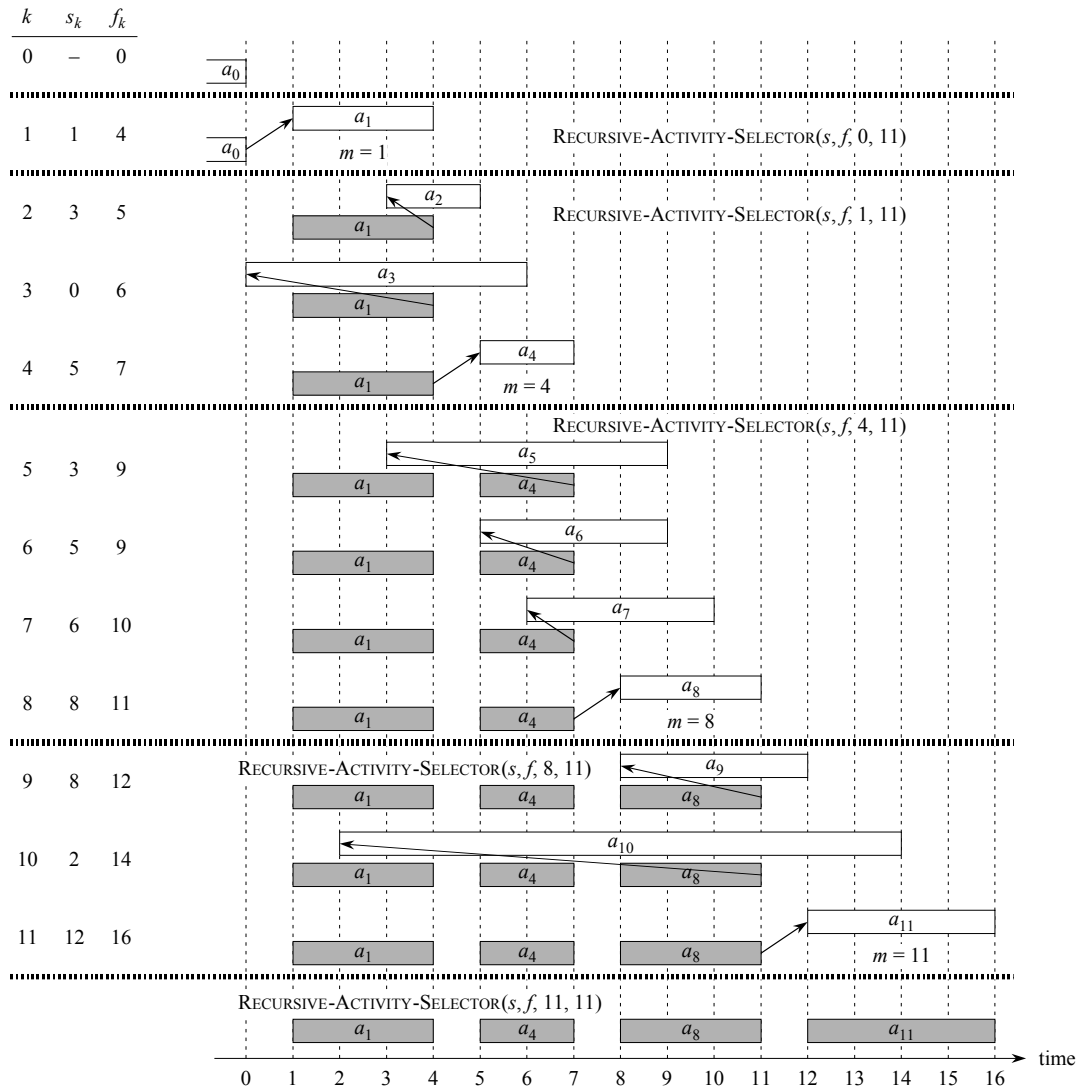 k s_k f_k
0 – 0
a_0
1 1 4
a_1
a_0
m = 1
RECURSIVE-ACTIVITY-SELECTOR(s, f, 0, 11)
2 3 5
a_2
a_1
RECURSIVE-ACTIVITY-SELECTOR(s, f, 1, 11)
3 0 6
a_3
a_1
4 5 7
a_4
a_1
m = 4
RECURSIVE-ACTIVITY-SELECTOR(s, f, 4, 11)
5 3 9
a_5
a_1 a_4
6 5 9
a_6
a_1 a_4
7 6 10
a_7
a_1 a_4
8 8 11
a_8
a_1 a_4
m = 8
RECURSIVE-ACTIVITY-SELECTOR(s, f, 8, 11)
9 8 12
a_9
a_1 a_4 a_8
10 2 14
a_10
a_1 a_4 a_8
11 12 16
a_11
a_1 a_4 a_8
m = 11
RECURSIVE-ACTIVITY-SELECTOR(s, f, 11, 11)
a_1 a_4 a_8 a_11
time
0 1 2 3 4 5 6 7 8 9 10 11 12 13 14 15 16